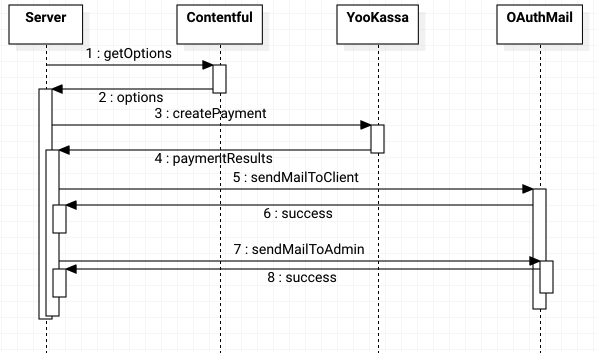 Server Contentful YooKassa OAuthMail
1 : getOptions
2 : options
3 : createPayment
4 : paymentResults
5 : sendMailToClient
6 : success
7 : sendMailToAdmin
8 : success